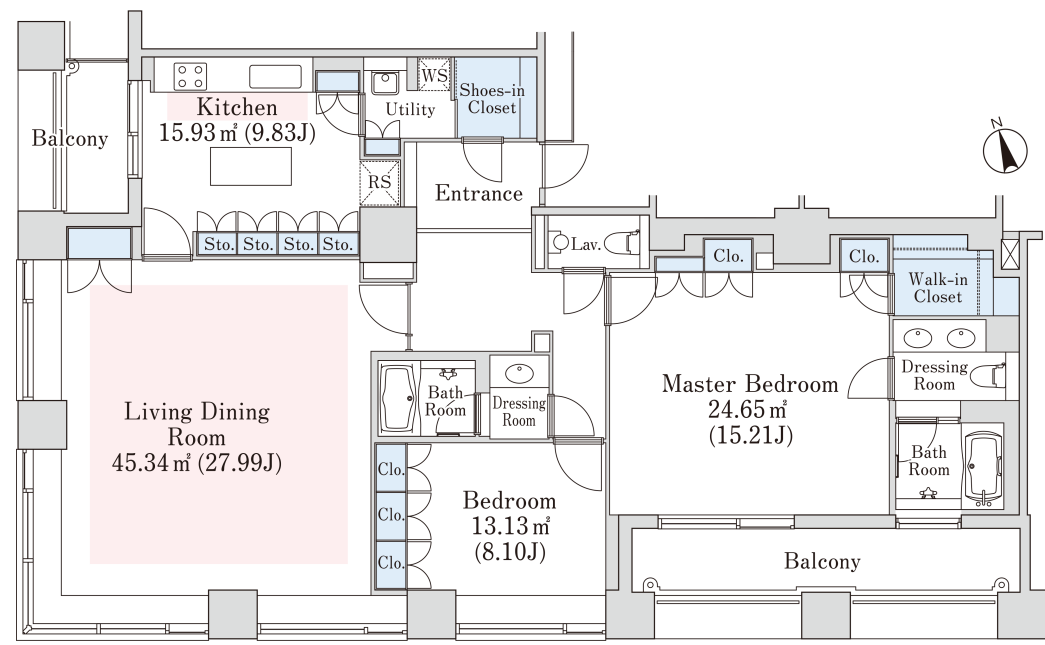 Balcony
Kitchen
15.93㎡ (9.83J)
Utility
WS
Shoes-in
Closet
RS
Entrance
N
Sto.
Sto.
Sto.
Sto.
Lav.
Clo.
Clo.
Walk-in
Closet
Living Dining
Room
45.34㎡ (27.99J)
Bath
Room
Dressing
Room
Master Bedroom
24.65㎡
(15.21J)
Dressing
Room
Bath
Room
Clo.
Clo.
Clo.
Bedroom
13.13㎡
(8.10J)
Balcony